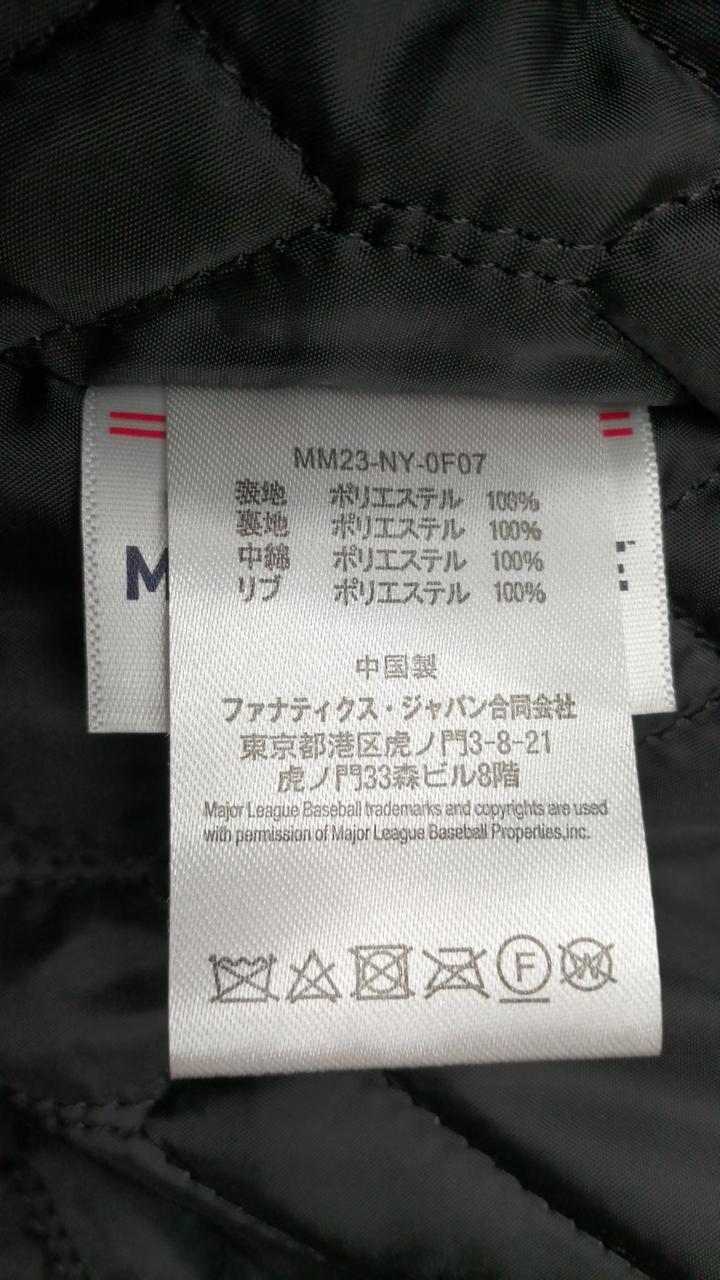 MM23-NY-0F07
表地 ポリエステル 100%
裏地 ポリエステル 100%
中綿 ポリエステル 100%
リブ ポリエステル 100%
中国製
ファナティクス・ジャパン合同会社
東京都港区虎ノ門3-8-21
虎ノ門33森ビル8階
Major League Baseball trademarks and copyrights are used
with permission of Major League Baseball Properties,inc.
F W